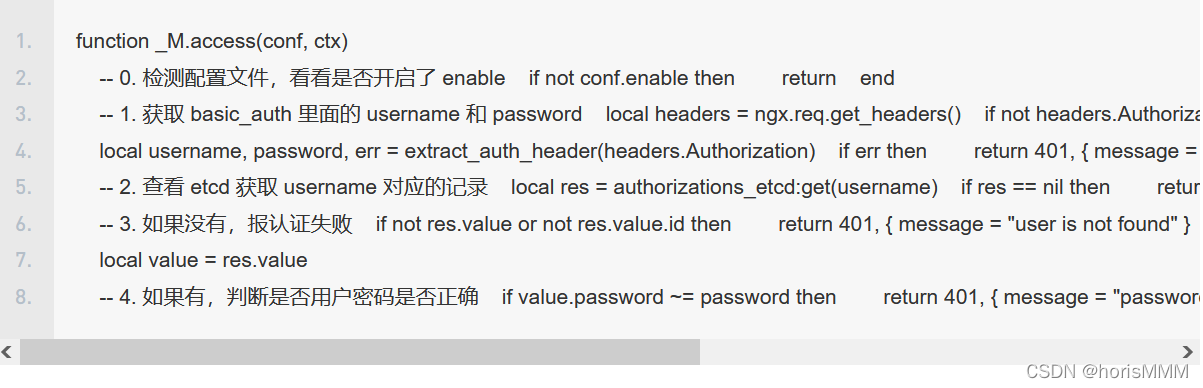 1. function _M.access(conf, ctx)
2. -- 0. 检测配置文件，看看是否开启了 enable    if not conf.enable then        return    end
3. -- 1. 获取 basic_auth 里面的 username 和 password    local headers = ngx.req.get_headers()    if not headers.Authoriza
4. local username, password, err = extract_auth_header(headers.Authorization)    if err then        return 401, { message =
5. -- 2. 查看 etcd 获取 username 对应的记录    local res = authorizations_etcd:get(username)    if res == nil then        retur
6. -- 3. 如果没有，报认证失败    if not res.value or not res.value.id then        return 401, { message = "user is not found" }
7. local value = res.value
8. -- 4. 如果有，判断是否用户密码是否正确    if value.password ~= password then        return 401, { message = "passwor
CSDN @horisMMM